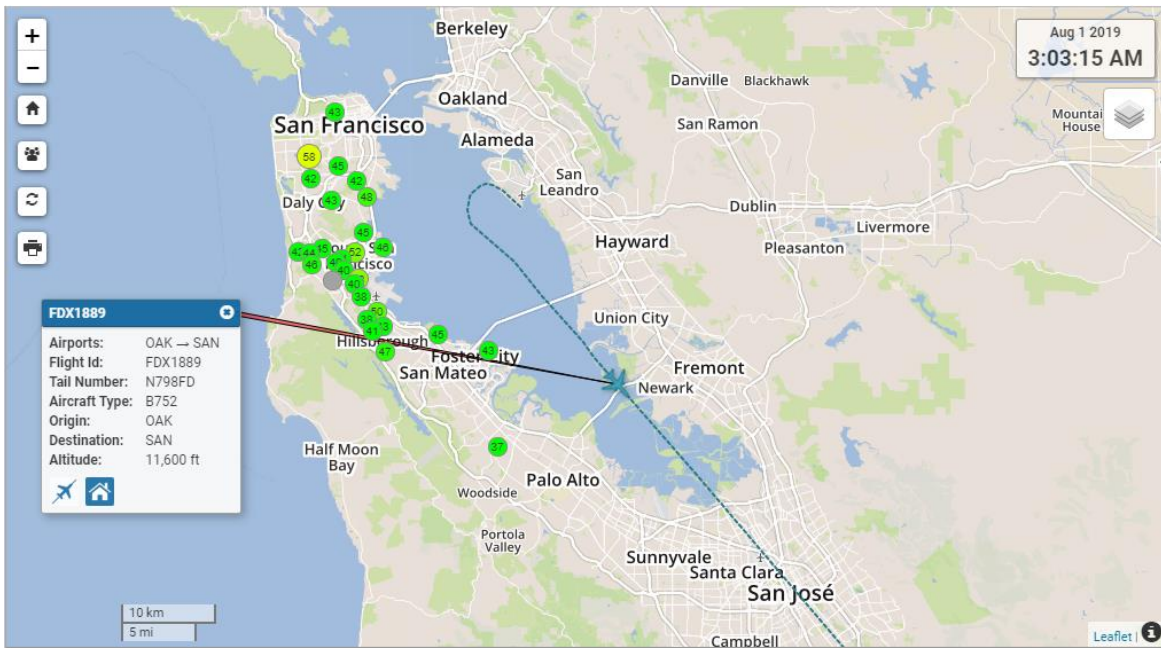 +
−
Berkeley
Aug 1 2019
3:03:15 AM
Danville
Blackhawk
Oakland
San Ramon
Mountai
House
43
San Francisco
Alameda
58
45
42
42
San
Leandro
Daly City
43
48
Dublin
Livermore
45
Hayward
Pleasanton
46
52
44
46
40
40
38
FDX1889
Airports: OAK → SAN
Flight Id: FDX1889
Tail Number: N798FD
Aircraft Type: B752
Origin: OAK
Destination: SAN
Altitude: 11,600 ft
50
38
41
45
Union City
Hillsborough
47
43
Foster City
San Mateo
Fremont
Newark
Half Moon
Bay
37
Palo Alto
Woodside
Portola
Valley
Sunnyvale
Santa Clara
San José
Campbell
10 km
5 mi
Leaflet |